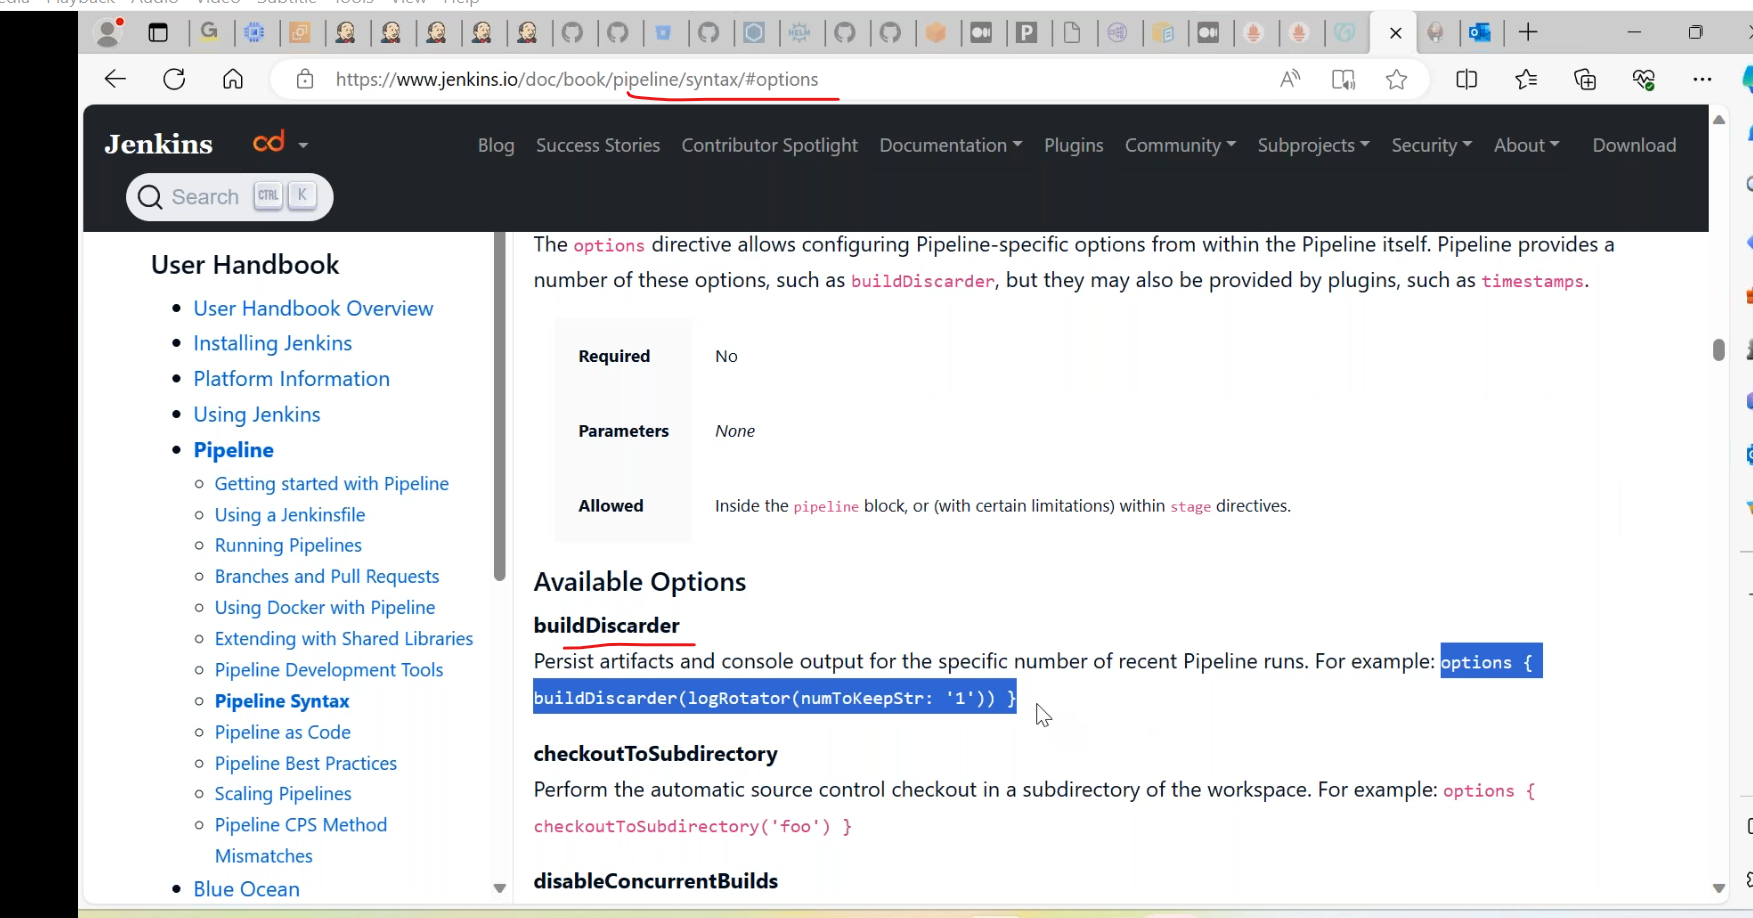 Playback Audio Video Subtitle Tools View Help
https://www.jenkins.io/doc/book/pipeline/syntax/#options
Jenkins
cd
Blog Success Stories Contributor Spotlight Documentation Plugins Community Subprojects Security About Download
Search CTRL K
User Handbook
User Handbook Overview
Installing Jenkins
Platform Information
Using Jenkins
Pipeline
Getting started with Pipeline
Using a Jenkinsfile
Running Pipelines
Branches and Pull Requests
Using Docker with Pipeline
Extending with Shared Libraries
Pipeline Development Tools
Pipeline Syntax
Pipeline as Code
Pipeline Best Practices
Scaling Pipelines
Pipeline CPS Method
Mismatches
Blue Ocean
The options directive allows configuring Pipeline-specific options from within the Pipeline itself. Pipeline provides a
number of these options, such as buildDiscarder, but they may also be provided by plugins, such as timestamps.
Required No
Parameters None
Allowed Inside the pipeline block, or (with certain limitations) within stage directives.
Available Options
buildDiscarder
Persist artifacts and console output for the specific number of recent Pipeline runs. For example: options {
buildDiscarder(logRotator(numToKeepStr: '1')) }
checkoutToSubdirectory
Perform the automatic source control checkout in a subdirectory of the workspace. For example: options {
checkoutToSubdirectory('foo') }
disableConcurrentBuilds